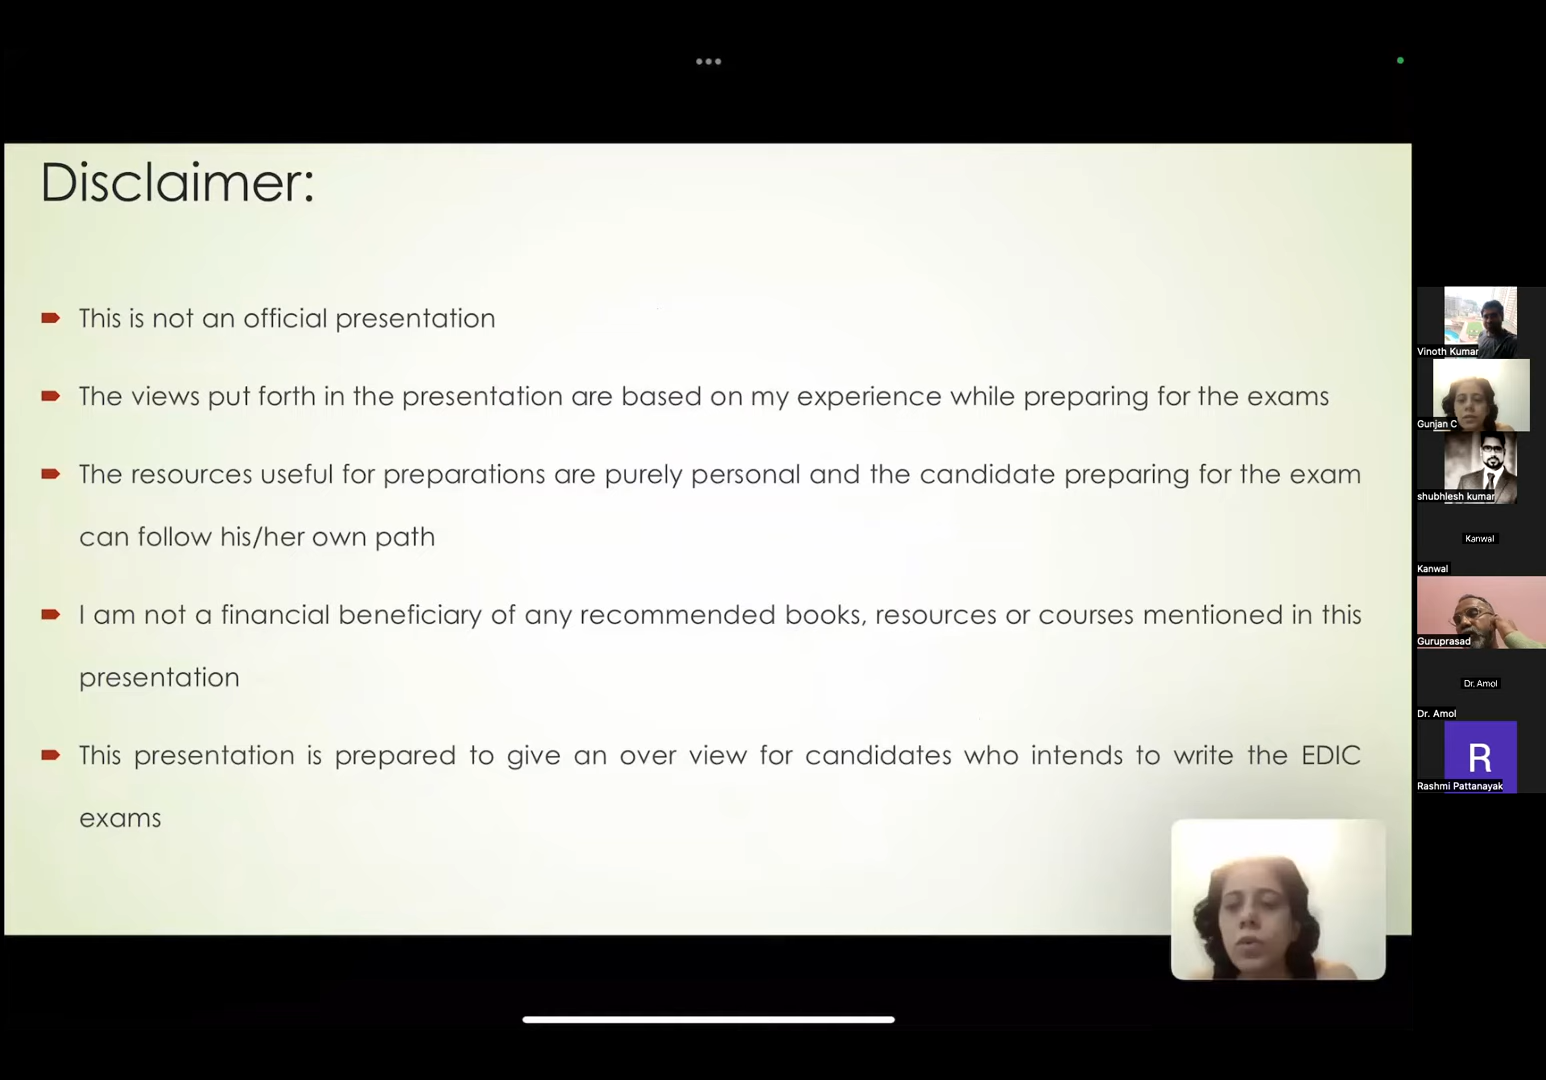 Disclaimer:
This is not an official presentation
The views put forth in the presentation are based on my experience while preparing for the exams
The resources useful for preparations are purely personal and the candidate preparing for the exam
can follow his/her own path
I am not a financial beneficiary of any recommended books, resources or courses mentioned in this
presentation
This presentation is prepared to give an over view for candidates who intends to write the EDIC
exams
Vinoth Kumar
Gunjan C
shubhlesh kumar
Kanwal
Kanwal
Guruprasad
Dr. Amol
Dr. Amol
R
Rashmi Pattanayak